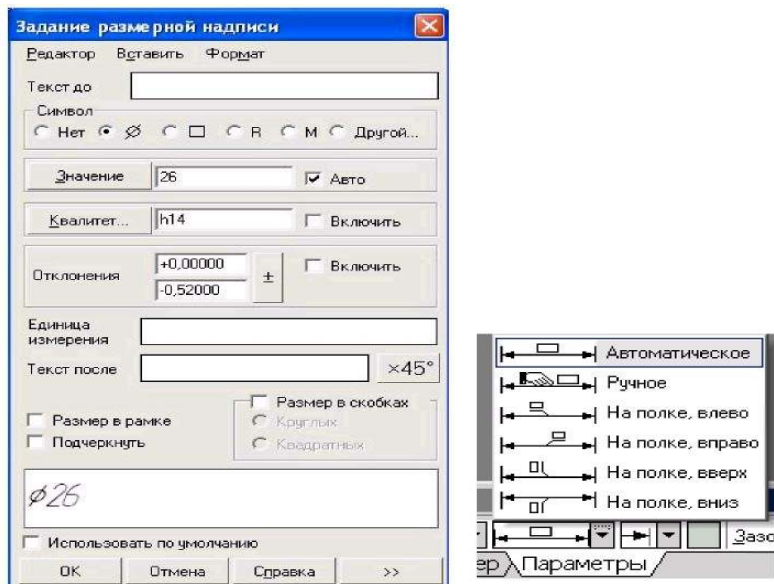 Задание размерной надписи
Редактор Вставить Формат
Текст до
Символ
Нет Ø □ R M Другой...
Значение 26 Авто
Квалитет... h14 Включить
Отклонения +0,00000 ± Включить
-0,52000
Единица
измерения
Текст после ×45°
Размер в рамке
Подчеркнуть
Размер в скобках
Круглых
Квадратных
Ø26
Использовать по умолчанию
OK Отмена Справка >>
Автоматическое
Ручное
На полке, влево
На полке, вправо
На полке, вверх
На полке, вниз
Зазо
ер Параметры